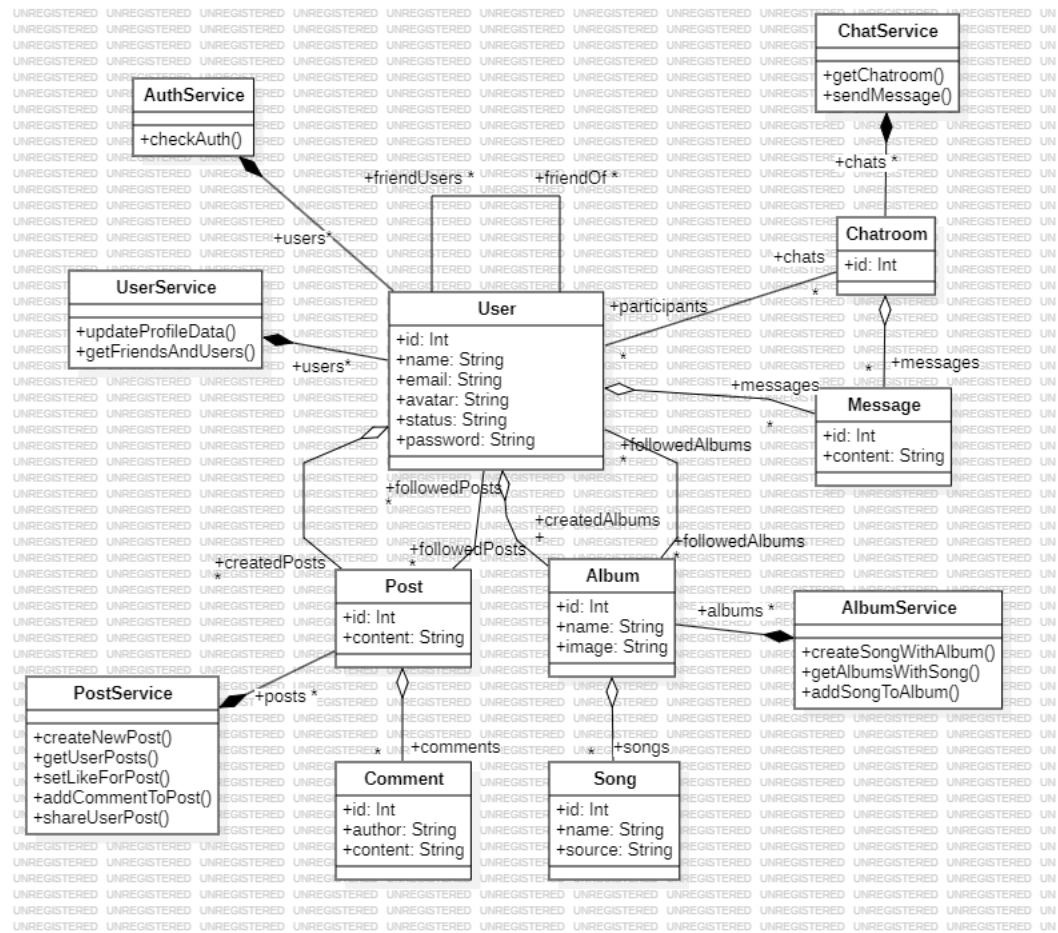 ChatService
+getChatroom()
+sendMessage()
AuthService
+checkAuth()
+chats *
+friendUsers *
+friendOf *
Chatroom
+id: Int
+users*
+chats
*
UserService
+updateProfileData()
+getFriendsAndUsers()
+users*
User
+id: Int
+name: String
+email: String
+avatar: String
+status: String
+password: String
+participants
*
+messages
*
+messages
*
Message
+id: Int
+content: String
+followedAlbums
*
+followedPosts
*
+createdAlbums
+
+followedAlbums
*
+followedPosts
*
+createdPosts
*
Post
+id: Int
+content: String
Album
+id: Int
+name: String
+image: String
+albums *
AlbumService
+createSongWithAlbum()
+getAlbumsWithSong()
+addSongToAlbum()
PostService
+createNewPost()
+getUserPosts()
+setLikeForPost()
+addCommentToPost()
+shareUserPost()
+posts *
*
+comments
*
+songs
Comment
+id: Int
+author: String
+content: String
Song
+id: Int
+name: String
+source: String
UNREGISTERED